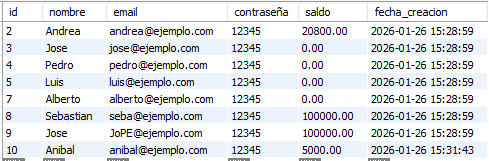 id nombre email contraseña saldo fecha_creacion
2 Andrea andrea@ejemplo.com 12345 20800.00 2026-01-26 15:28:59
3 Jose jose@ejemplo.com 12345 0.00 2026-01-26 15:28:59
4 Pedro pedro@ejemplo.com 12345 0.00 2026-01-26 15:28:59
5 Luis luis@ejemplo.com 12345 0.00 2026-01-26 15:28:59
7 Alberto alberto@ejemplo.com 12345 0.00 2026-01-26 15:28:59
8 Sebastian seba@ejemplo.com 12345 100000.00 2026-01-26 15:28:59
9 Jose JoPE@ejemplo.com 12345 100000.00 2026-01-26 15:28:59
10 Anibal anibal@ejemplo.com 12345 5000.00 2026-01-26 15:31:43